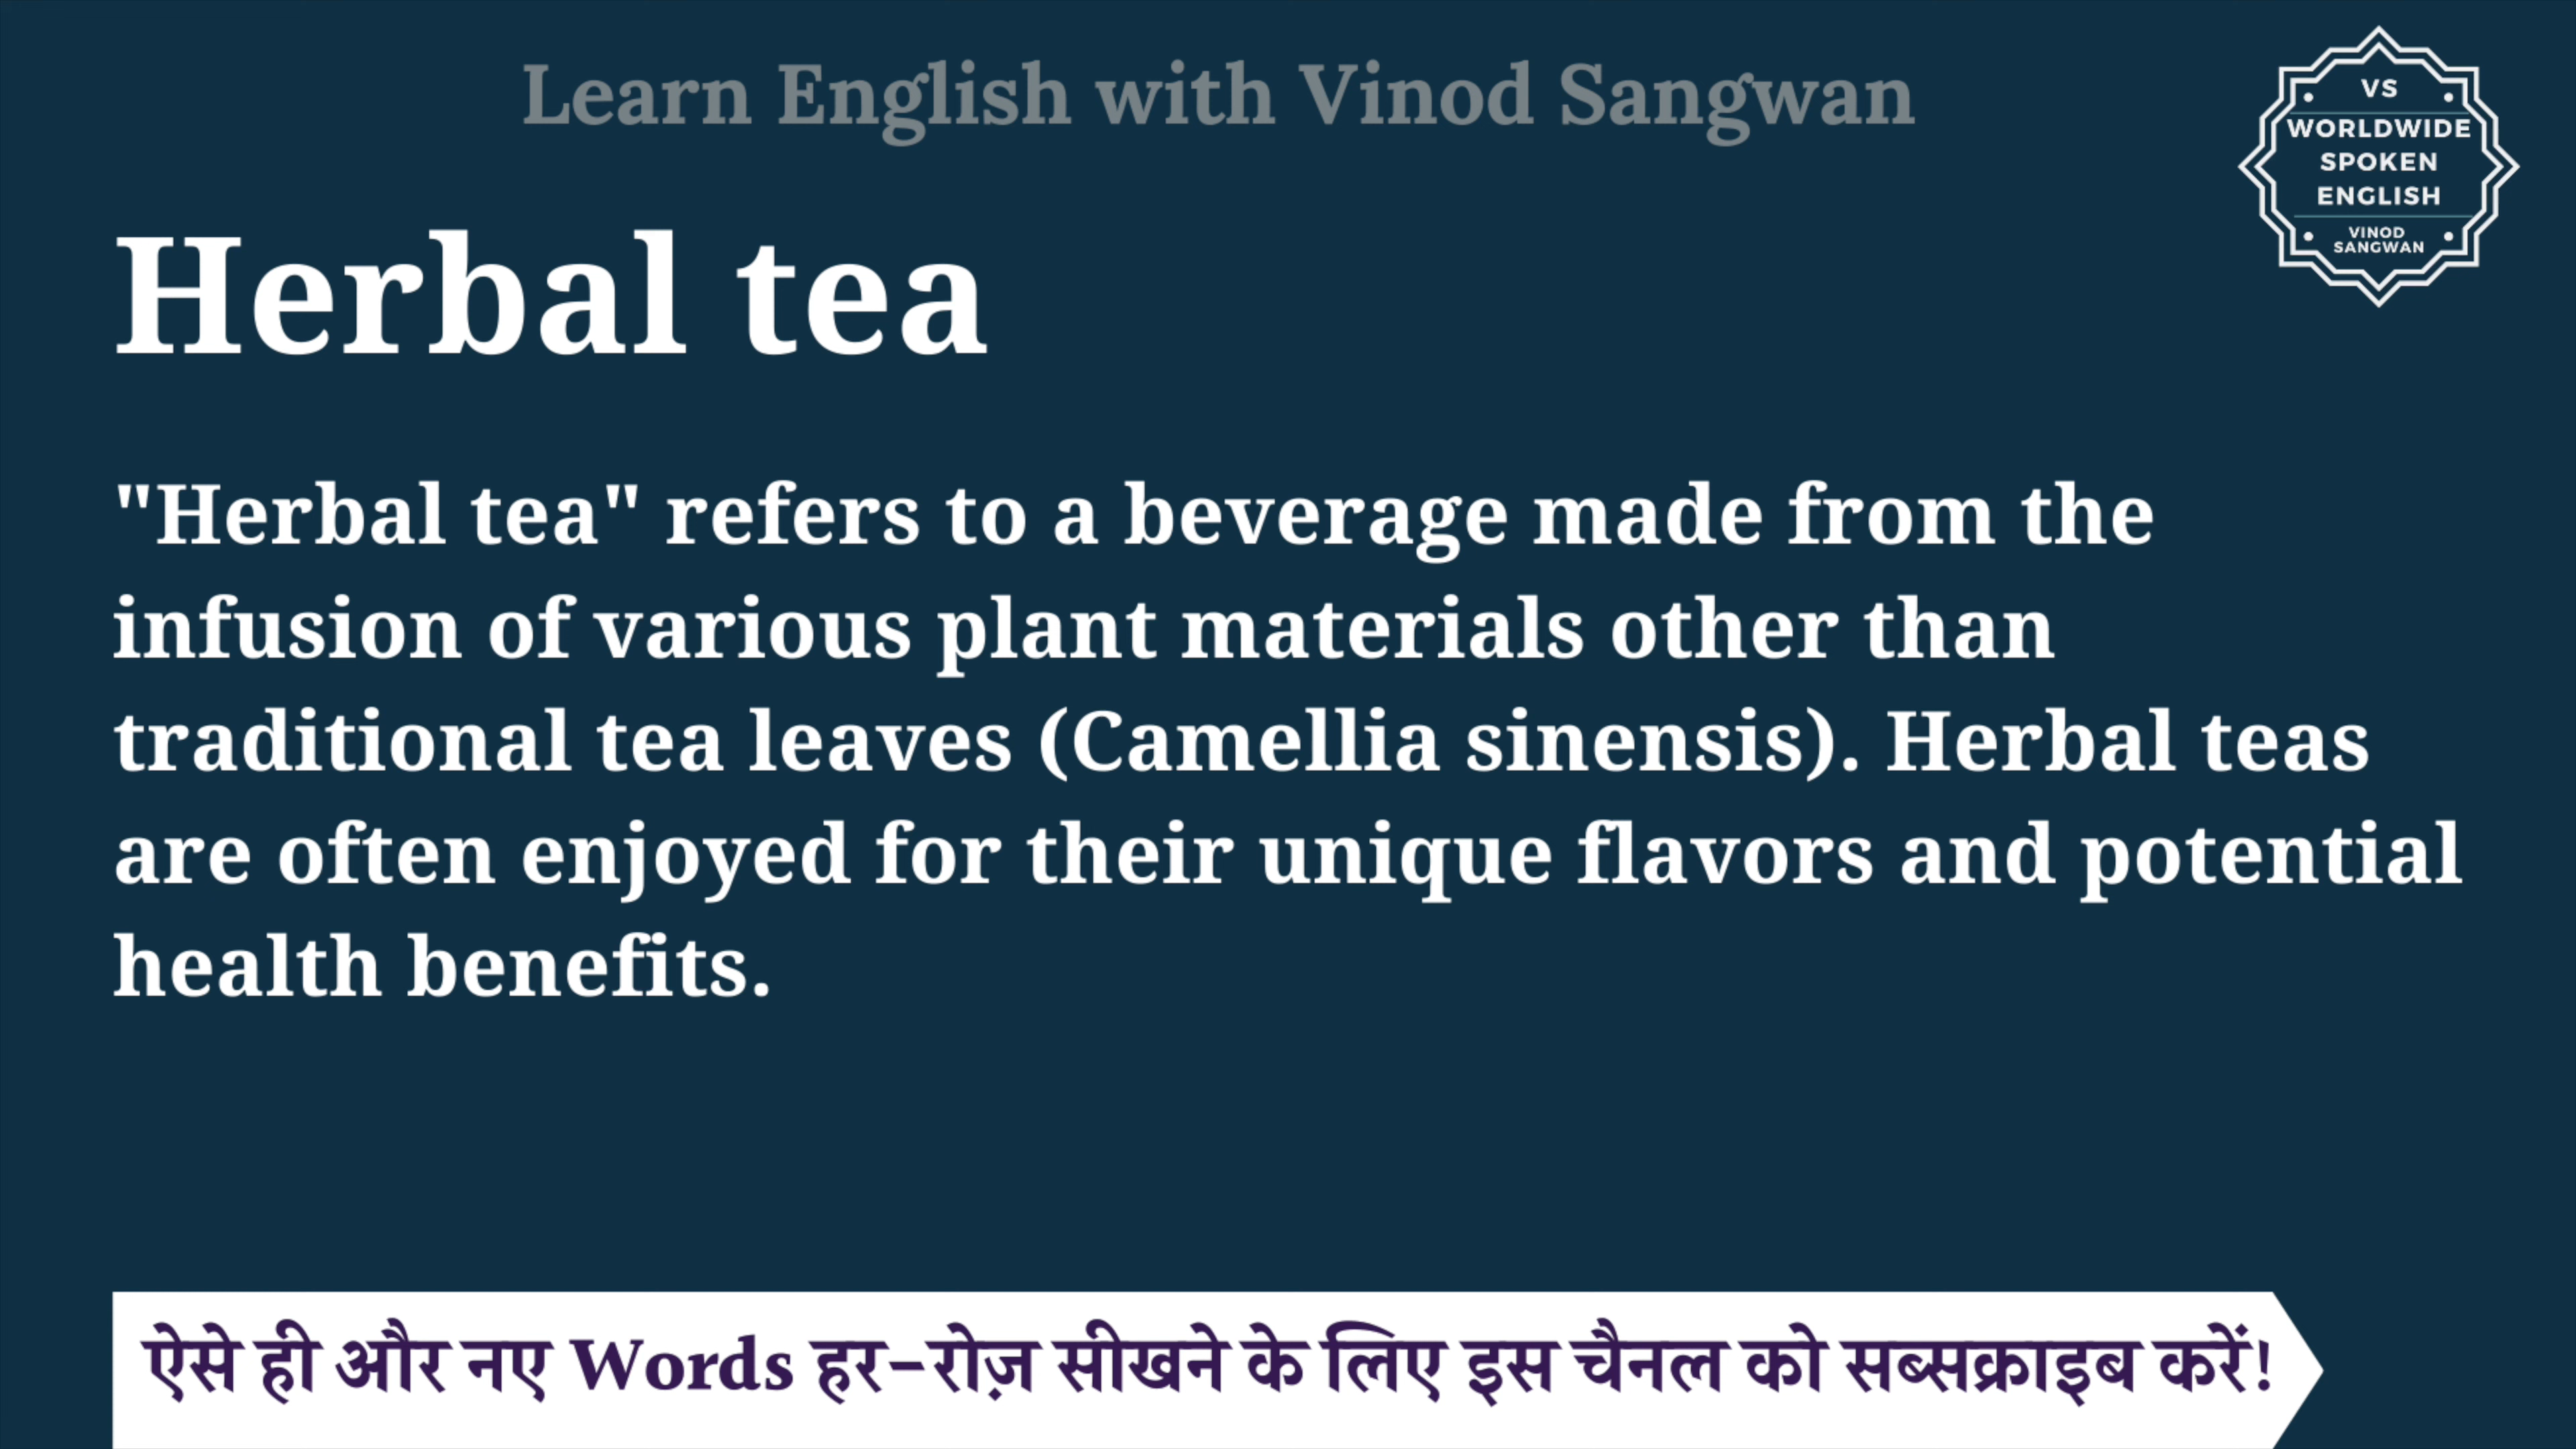 Learn English with Vinod Sangwan
VS
WORLDWIDE
SPOKEN
ENGLISH
VINOD
SANGWAN
Herbal tea
"Herbal tea" refers to a beverage made from the
infusion of various plant materials other than
traditional tea leaves (Camellia sinensis). Herbal teas
are often enjoyed for their unique flavors and potential
health benefits.
ऐसे ही और नए Words हर-रोज़ सीखने के लिए इस चैनल को सब्सक्राइब करें!